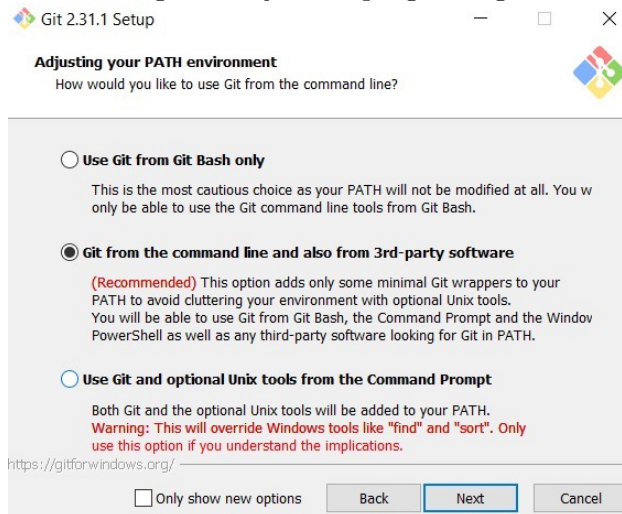 Git 2.31.1 Setup
Adjusting your PATH environment
How would you like to use Git from the command line?
Use Git from Git Bash only
This is the most cautious choice as your PATH will not be modified at all. You w
only be able to use the Git command line tools from Git Bash.
Git from the command line and also from 3rd-party software
(Recommended) This option adds only some minimal Git wrappers to your
PATH to avoid cluttering your environment with optional Unix tools.
You will be able to use Git from Git Bash, the Command Prompt and the Window
PowerShell as well as any third-party software looking for Git in PATH.
Use Git and optional Unix tools from the Command Prompt
Both Git and the optional Unix tools will be added to your PATH.
Warning: This will override Windows tools like "find" and "sort". Only
use this option if you understand the implications.
https://gitforwindows.org/
Only show new options Back Next Cancel